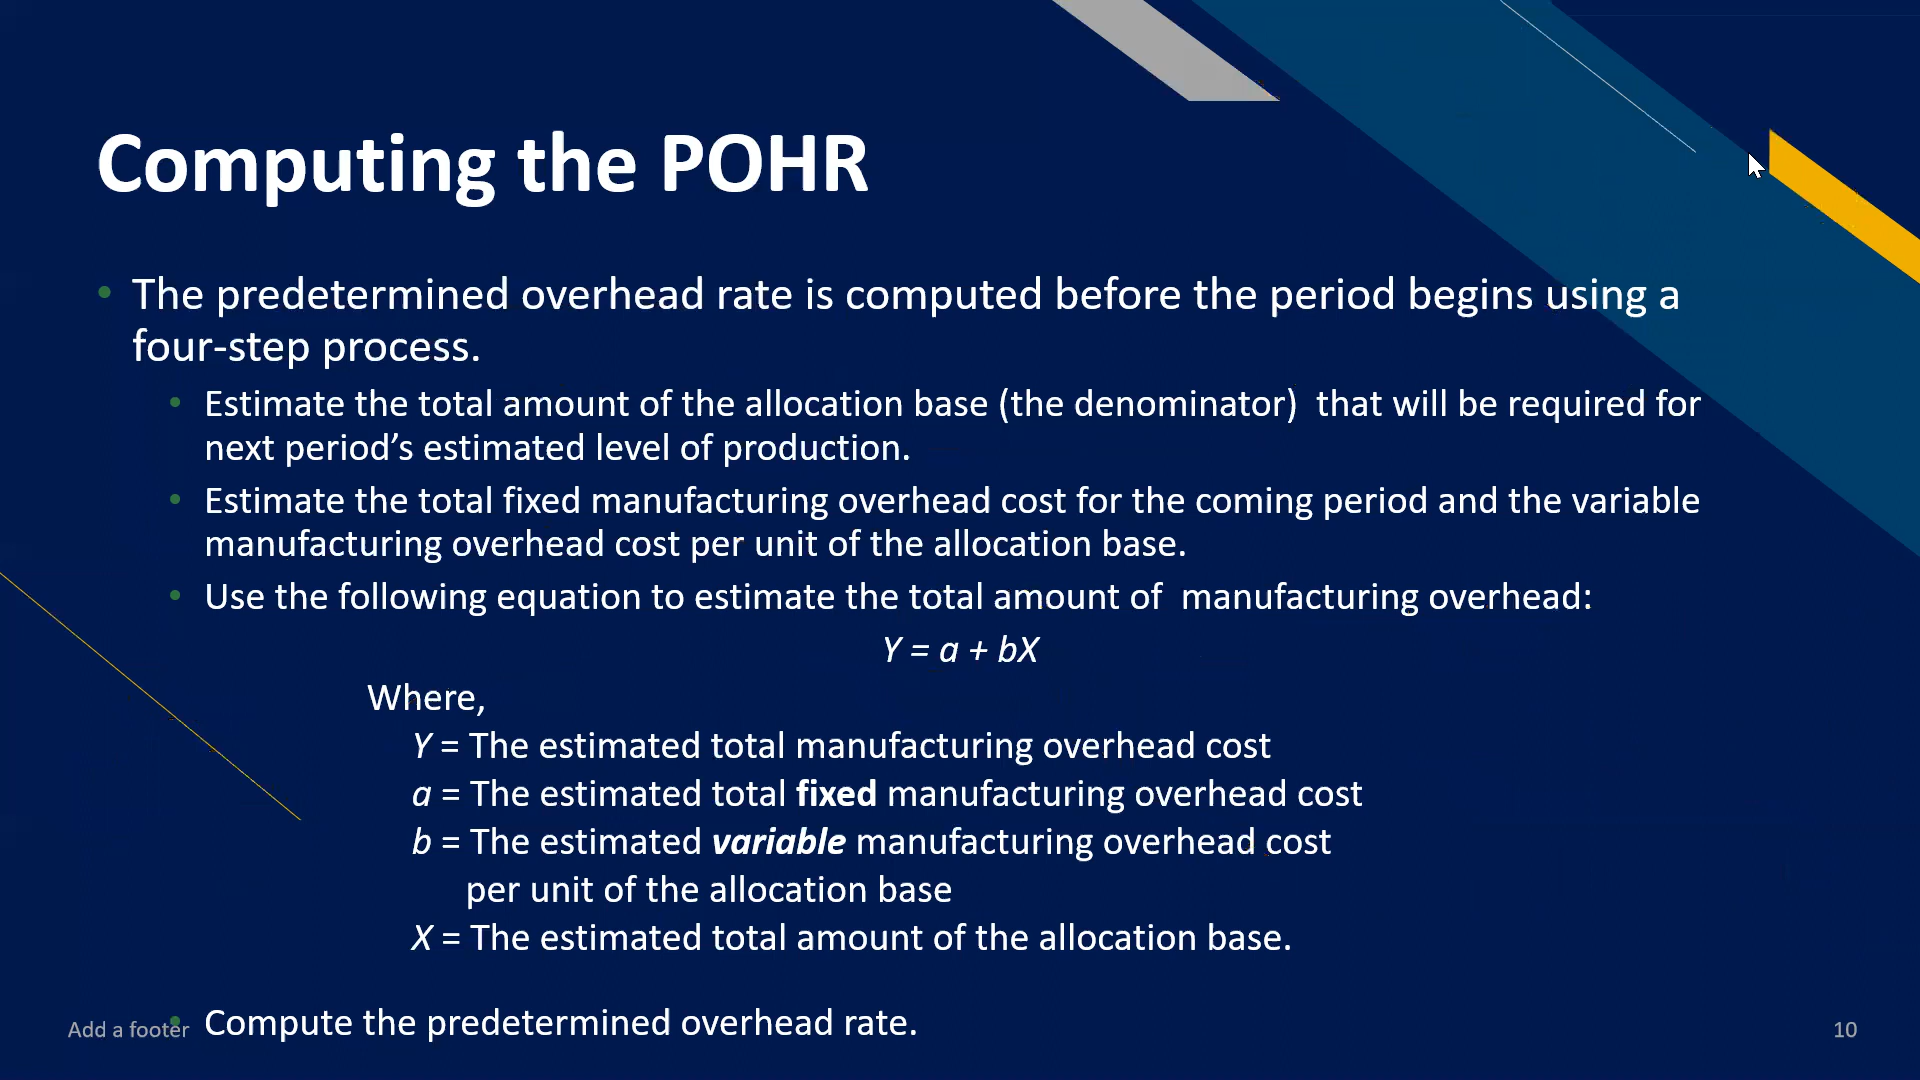 Computing the POHR
• The predetermined overhead rate is computed before the period begins using a
four-step process.
• Estimate the total amount of the allocation base (the denominator)  that will be required for
next period’s estimated level of production.
• Estimate the total fixed manufacturing overhead cost for the coming period and the variable
manufacturing overhead cost per unit of the allocation base.
• Use the following equation to estimate the total amount of  manufacturing overhead:
Y = a + bX
Where,
Y = The estimated total manufacturing overhead cost
a = The estimated total fixed manufacturing overhead cost
b = The estimated variable manufacturing overhead cost
per unit of the allocation base
X = The estimated total amount of the allocation base.
• Compute the predetermined overhead rate.
Add a footer
10